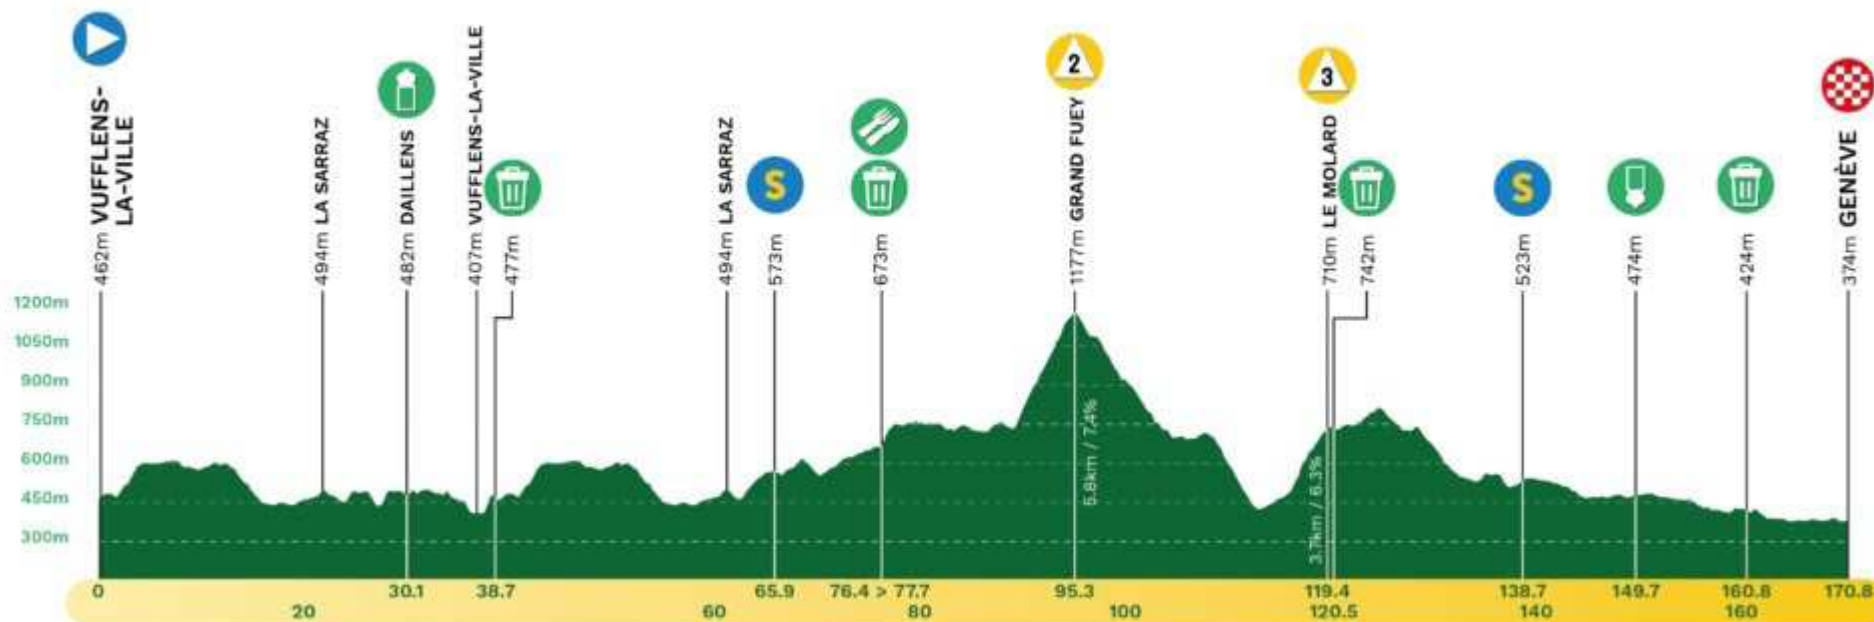 VUFFLENS-
LA-VILLE
462m
LA SARRAZ
494m
DAILLENS
482m
VUFFLENS-LA-VILLE
407m
477m
LA SARRAZ
494m
S
573m
673m
2
GRAND FUEY
1177m
3
LE MOLARD
710m
742m
S
523m
474m
424m
GENÈVE
374m
1200m
1050m
900m
750m
600m
450m
300m
5.8km / 7.4%
3.7km / 6.3%
0 30.1 38.7 65.9 76.4 > 77.7 95.3 119.4 138.7 149.7 160.8 170.8
20 60 80 100 120.5 140 160